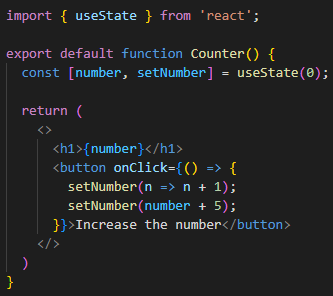 import { useState } from 'react';

export default function Counter() {
  const [number, setNumber] = useState(0);

  return (
    <>
      <h1>{number}</h1>
      <button onClick={() => {
        setNumber(n => n + 1);
        setNumber(number + 5);
      }}>Increase the number</button>
    </>
  )
}